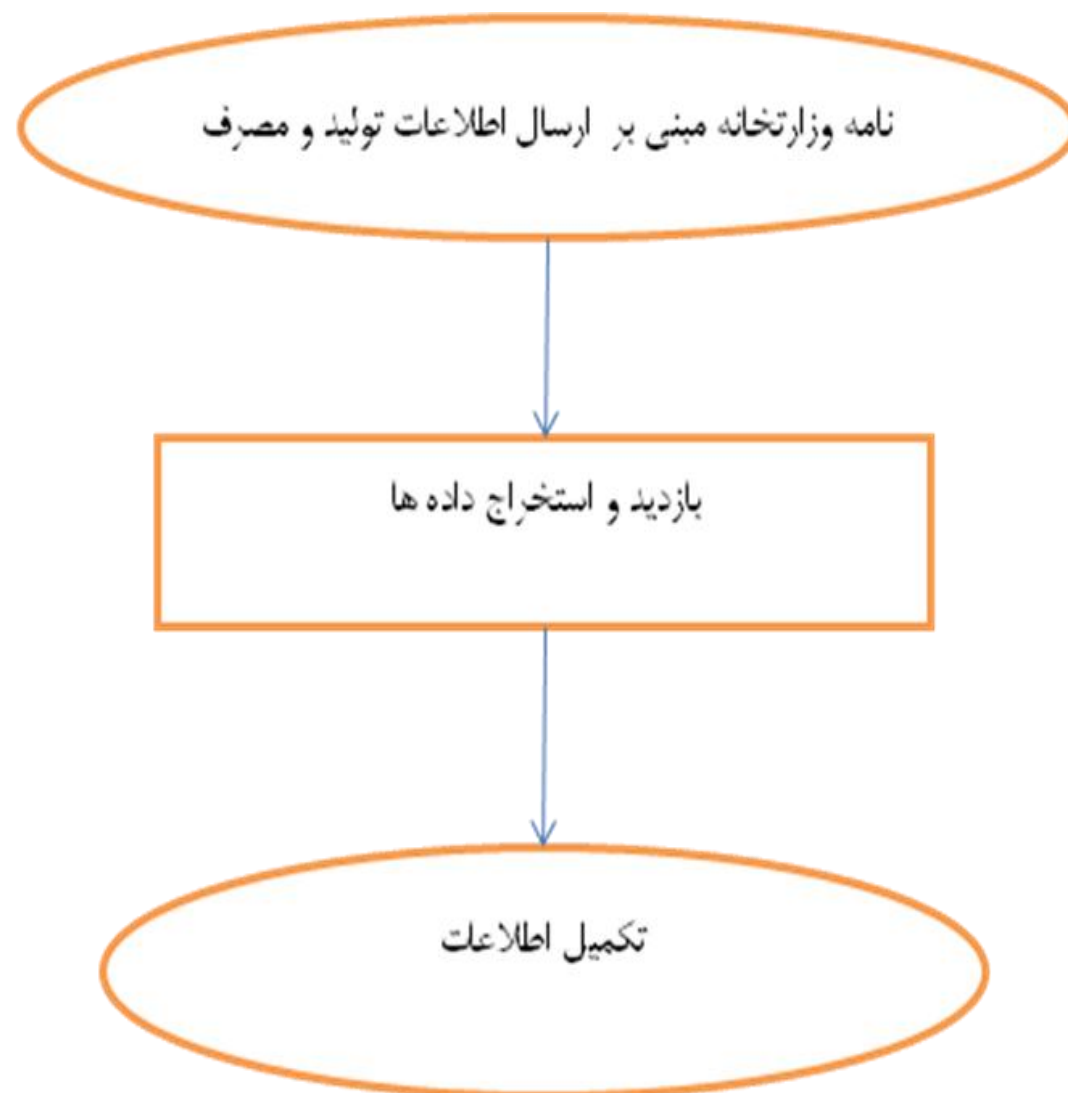 نامه وزارتخانه مبنی بر ارسال اطلاعات تولید و مصرف
بازدید و استخراج داده ها
تکمیل اطلاعات